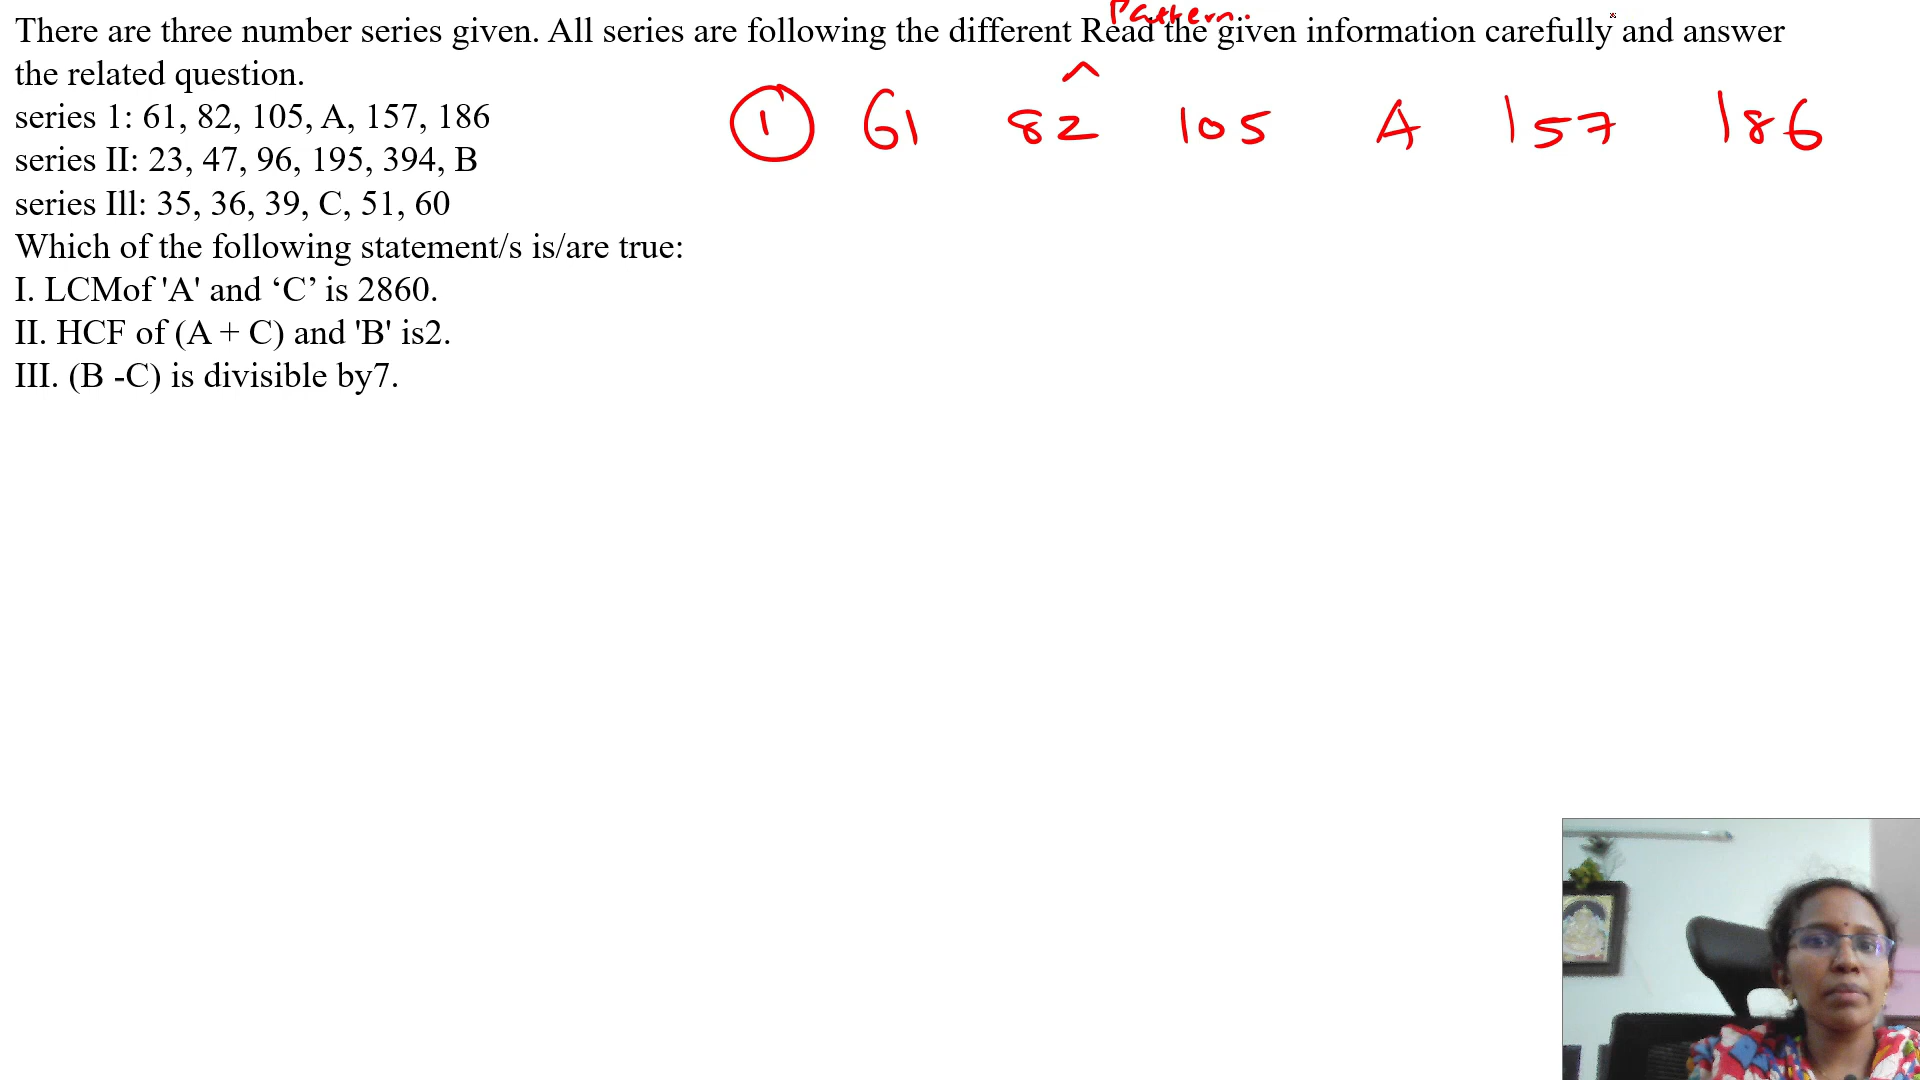 Pattern.
There are three number series given. All series are following the different Read the given information carefully and answer
the related question.
series 1: 61, 82, 105, A, 157, 186
series II: 23, 47, 96, 195, 394, B
series Ill: 35, 36, 39, C, 51, 60
Which of the following statement/s is/are true:
I. LCMof 'A' and ‘C’ is 2860.
II. HCF of (A + C) and 'B' is2.
III. (B -C) is divisible by7.
1 61 82 105 A 157 186